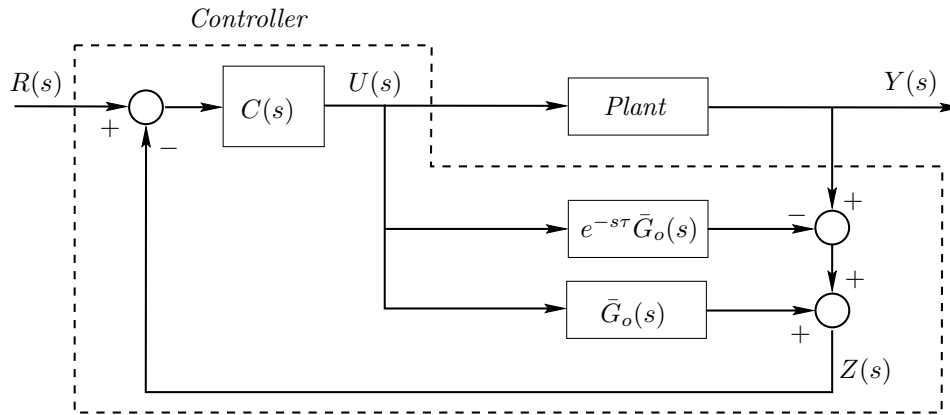 Controller
R(s)
+
−
C(s)
U(s)
Plant
Y(s)
+
−
e^{-sτ} Ḡ_o(s)
+
Ḡ_o(s)
+
Z(s)